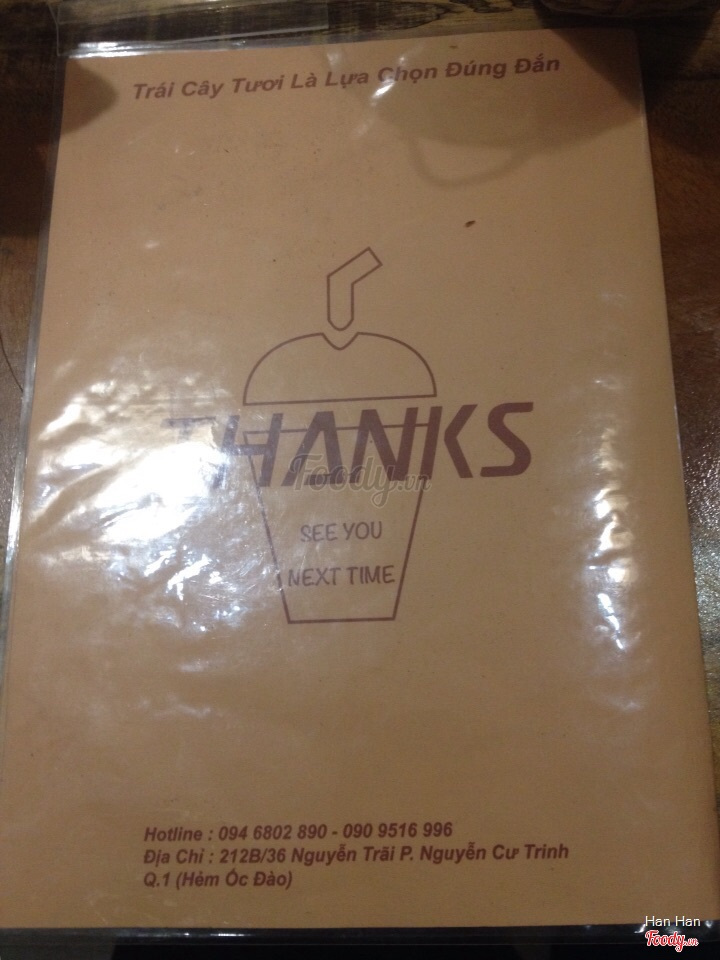 Trái Cây Tươi Là Lựa Chọn Đúng Đắn
THANKS
Foody.vn
SEE YOU
NEXT TIME
Hotline : 094 6802 890 - 090 9516 996
Địa Chỉ : 212B/36 Nguyễn Trãi P. Nguyễn Cư Trinh
Q.1 (Hẻm Ốc Đào)
Han Han
Foody.vn